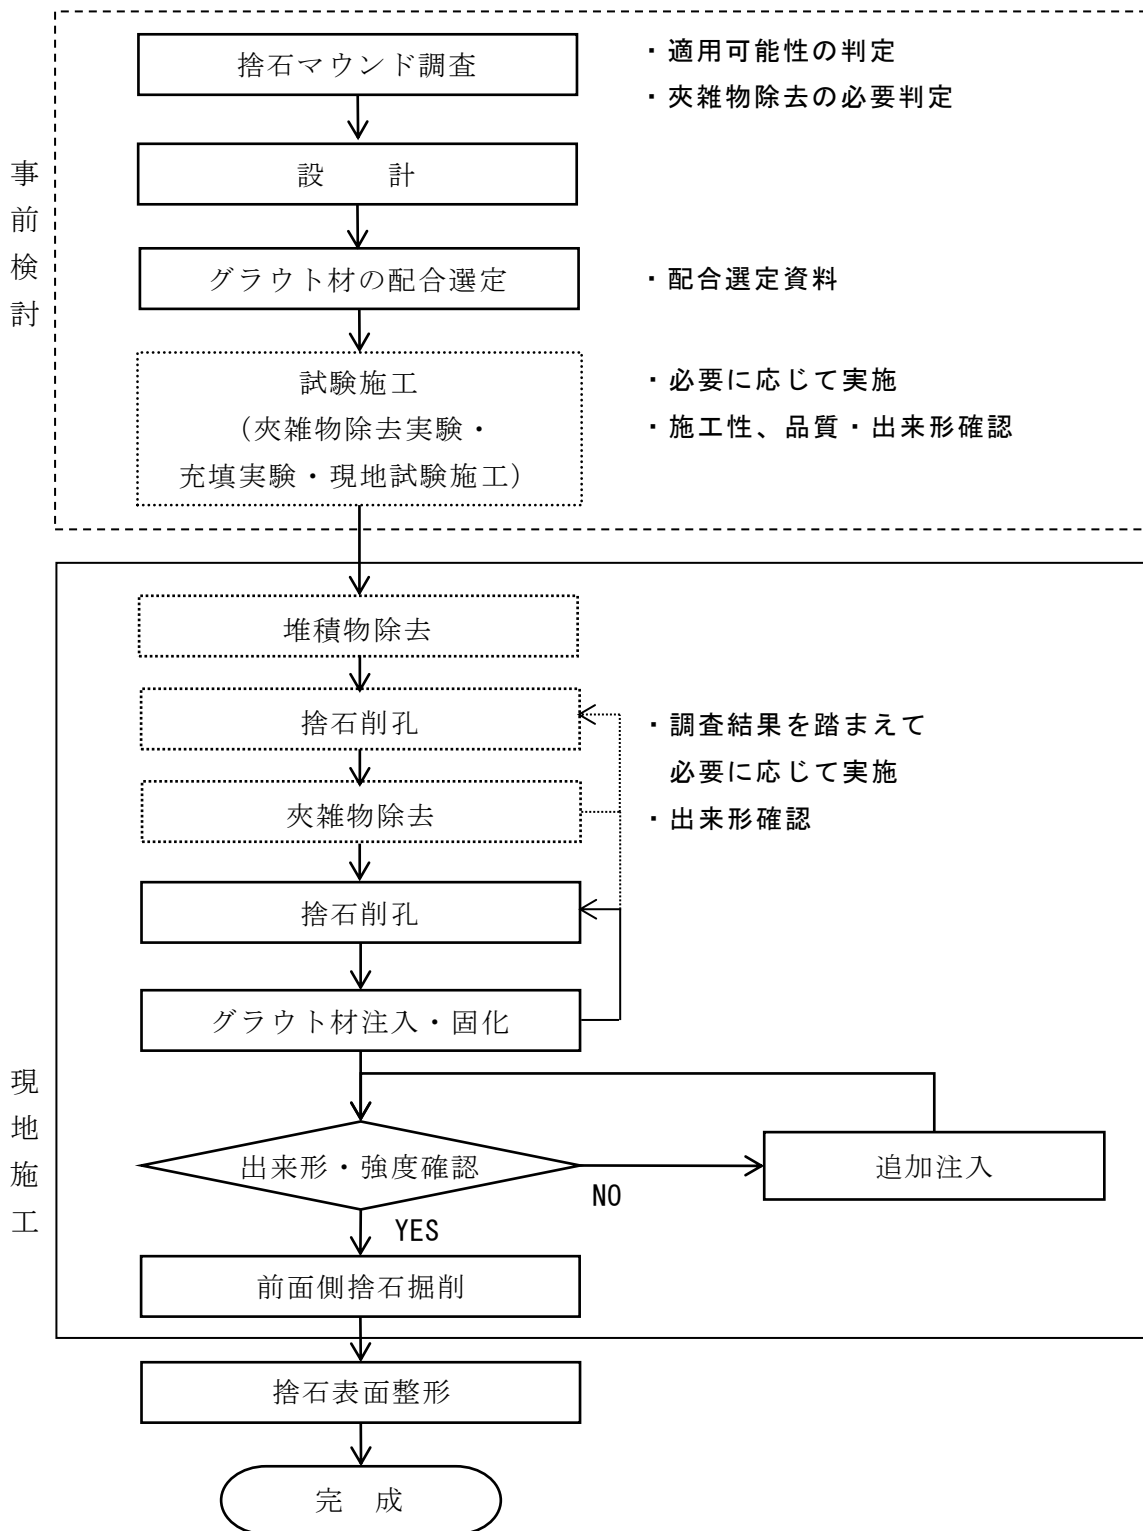 捨石マウンド調査
・適用可能性の判定
・夾雑物除去の必要判定
設　計
グラウト材の配合選定
・配合選定資料
試験施工
（夾雑物除去実験・
充填実験・現地試験施工）
・必要に応じて実施
・施工性、品質・出来形確認
事前検討
堆積物除去
捨石削孔
・調査結果を踏まえて
必要に応じて実施
夾雑物除去
・出来形確認
捨石削孔
グラウト材注入・固化
現地施工
出来形・強度確認
追加注入
NO
YES
前面側捨石掘削
捨石表面整形
完　成